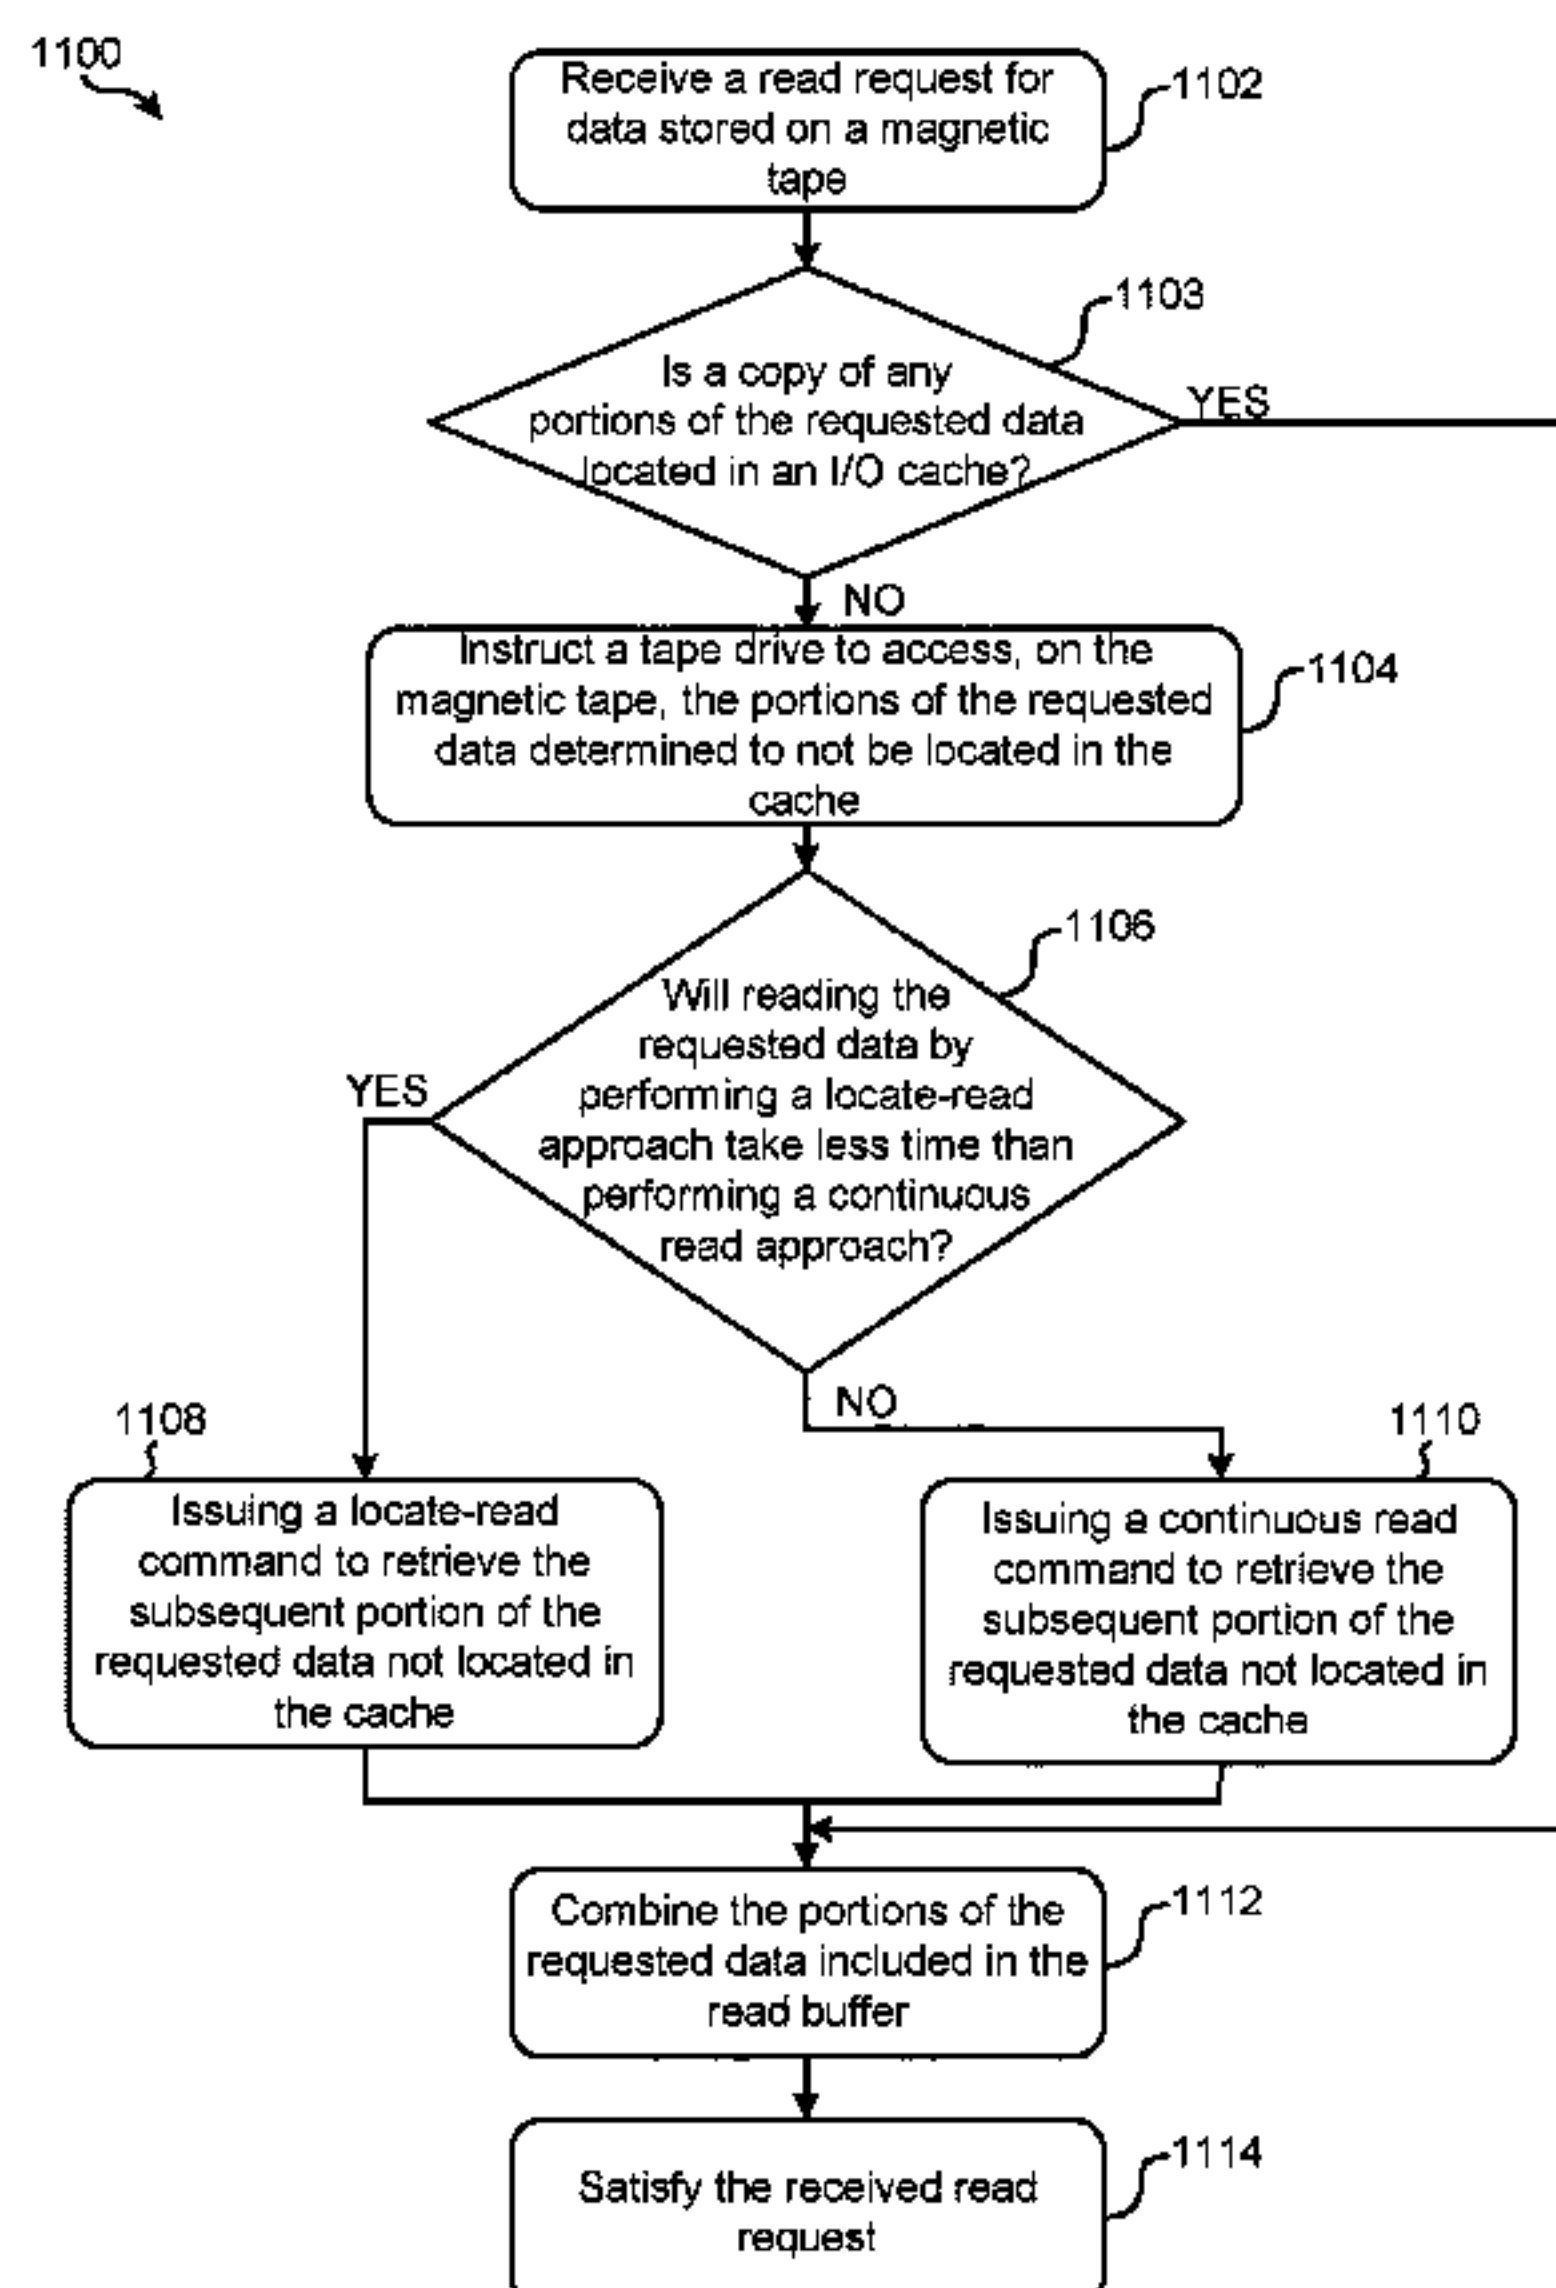 1100
Receive a read request for
data stored on a magnetic
tape
1102
1103
Is a copy of any
portions of the requested data
located in an I/O cache?
YES
NO
Instruct a tape drive to access, on the
magnetic tape, the portions of the requested
data determined to not be located in the
cache
1104
1106
Will reading the
requested data by
performing a locate-read
approach take less time than
performing a continuous
read approach?
YES
NO
1108
Issuing a locate-read
command to retrieve the
subsequent portion of the
requested data not located in
the cache
1110
Issuing a continuous read
command to retrieve the
subsequent portion of the
requested data not located in
the cache
Combine the portions of the
requested data included in the
read buffer
1112
Satisfy the received read
request
1114